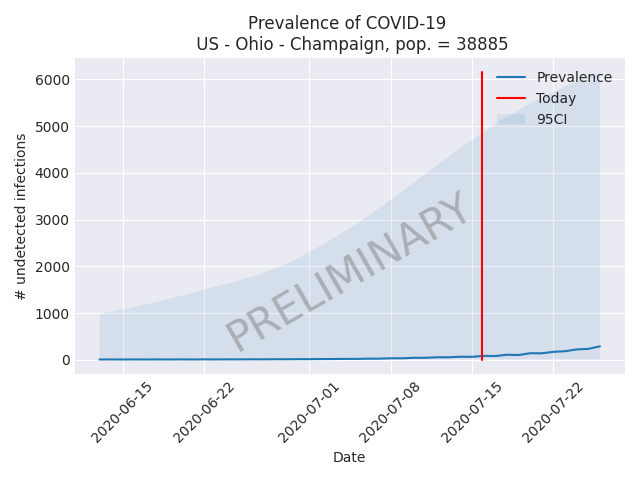 Prevalence of COVID-19
US - Ohio - Champaign, pop. = 38885
6000
5000
4000
3000
2000
1000
0
# undetected infections
Prevalence
Today
95CI
PRELIMINARY
2020-06-15
2020-06-22
2020-07-01
2020-07-08
2020-07-15
2020-07-22
Date